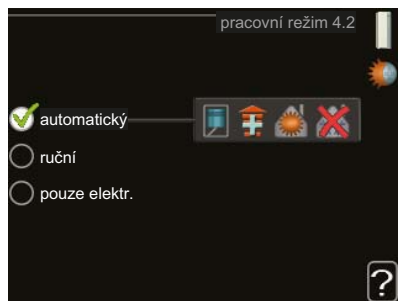 pracovní režim 4.2
automatický
ruční
pouze elektr.
?